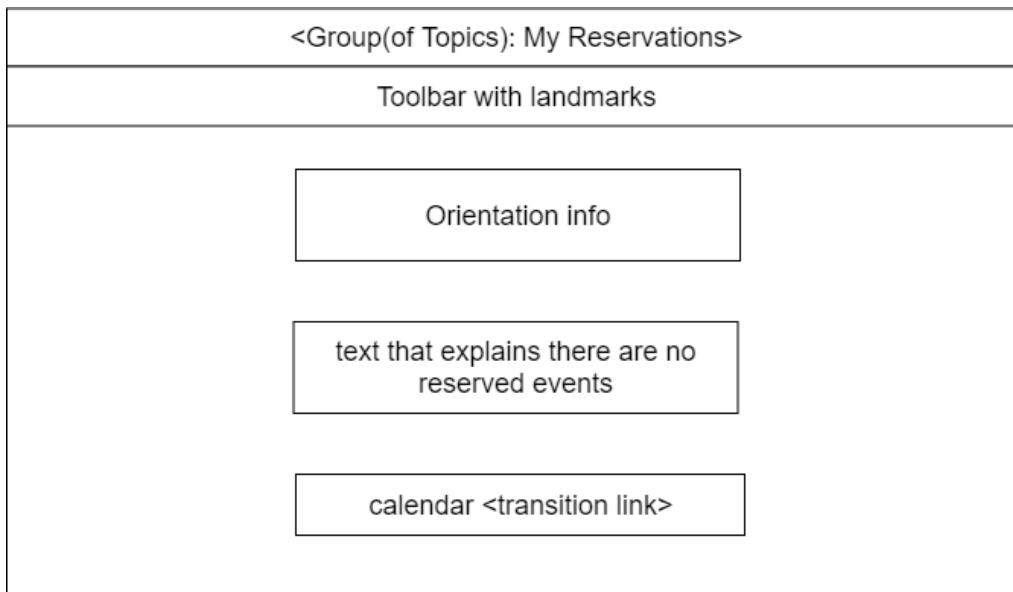 <Group(of Topics): My Reservations>
Toolbar with landmarks
Orientation info
text that explains there are no
reserved events
calendar <transition link>